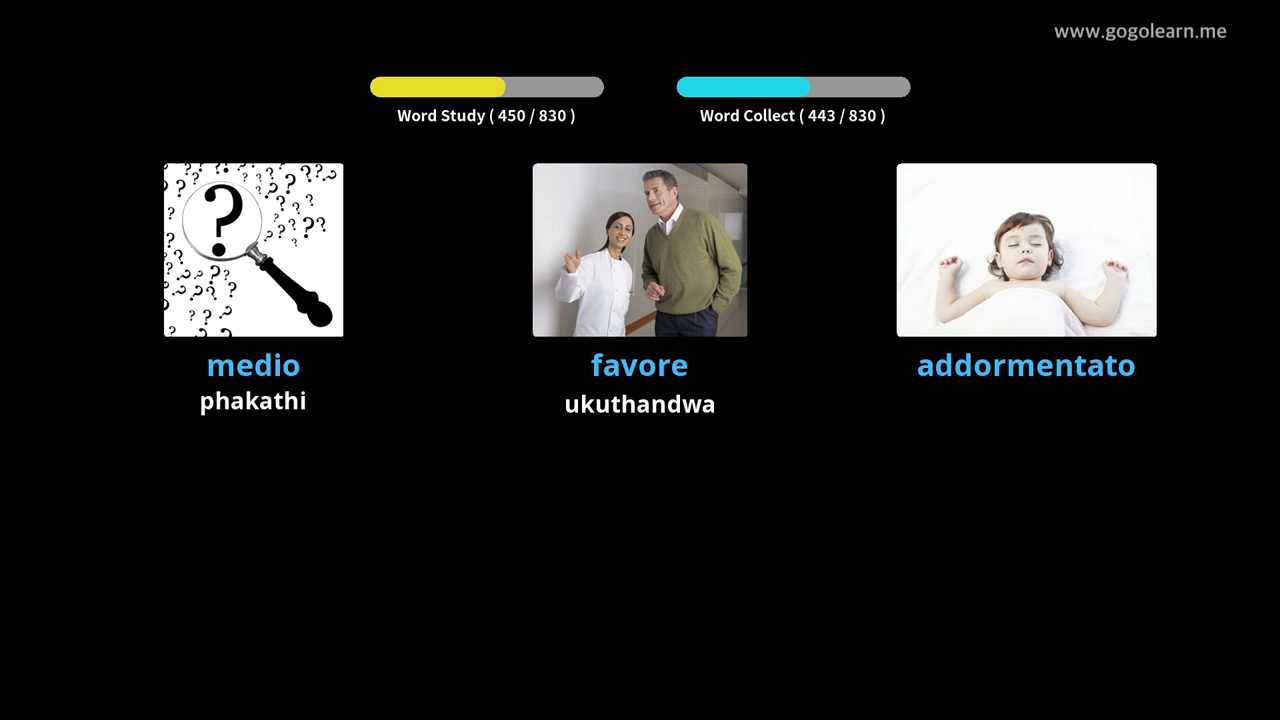 www.gogolearn.me
Word Study ( 450 / 830 )
Word Collect ( 443 / 830 )
medio
phakathi
favore
ukuthandwa
addormentato